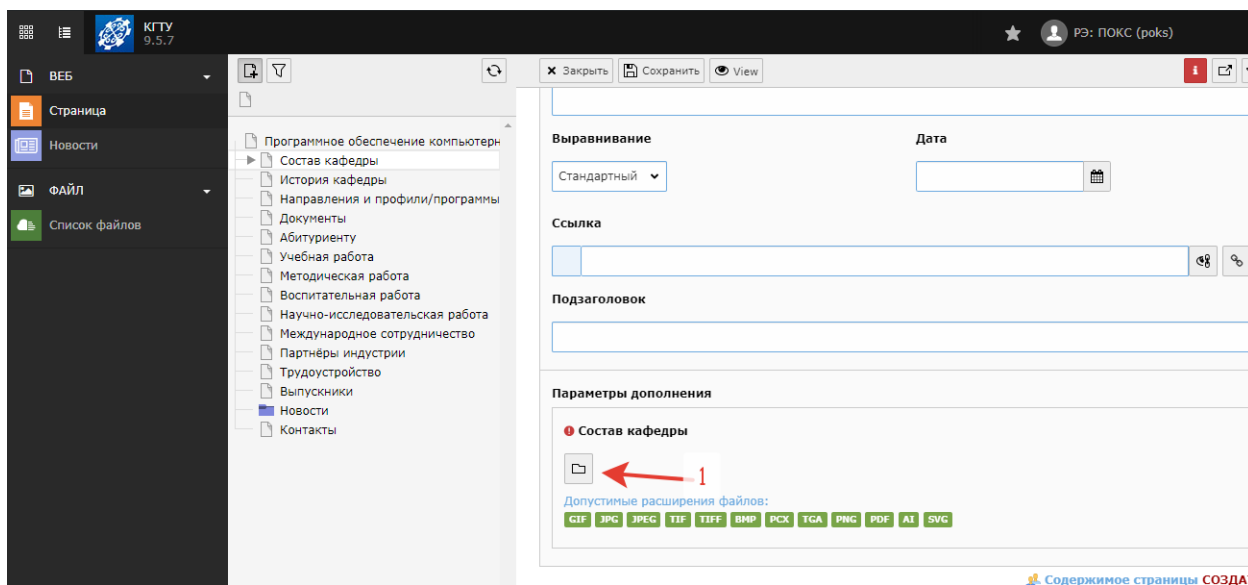 КГТУ
9.5.7
РЭ: ПОКС (poks)
ВЕБ
Страница
Новости
ФАЙЛ
Список файлов
Программное обеспечение компьютерн
Состав кафедры
История кафедры
Направления и профили/программы
Документы
Абитуриенту
Учебная работа
Методическая работа
Воспитательная работа
Научно-исследовательская работа
Международное сотрудничество
Партнёры индустрии
Трудоустройство
Выпускники
Новости
Контакты
Закрыть Сохранить View
Выравнивание Дата
Стандартный
Ссылка
Подзаголовок
Параметры дополнения
Состав кафедры
1
Допустимые расширения файлов:
GIF JPG JPEG TIF TIFF BMP PCX TGA PNG PDF AI SVG
Содержимое страницы СОЗДА